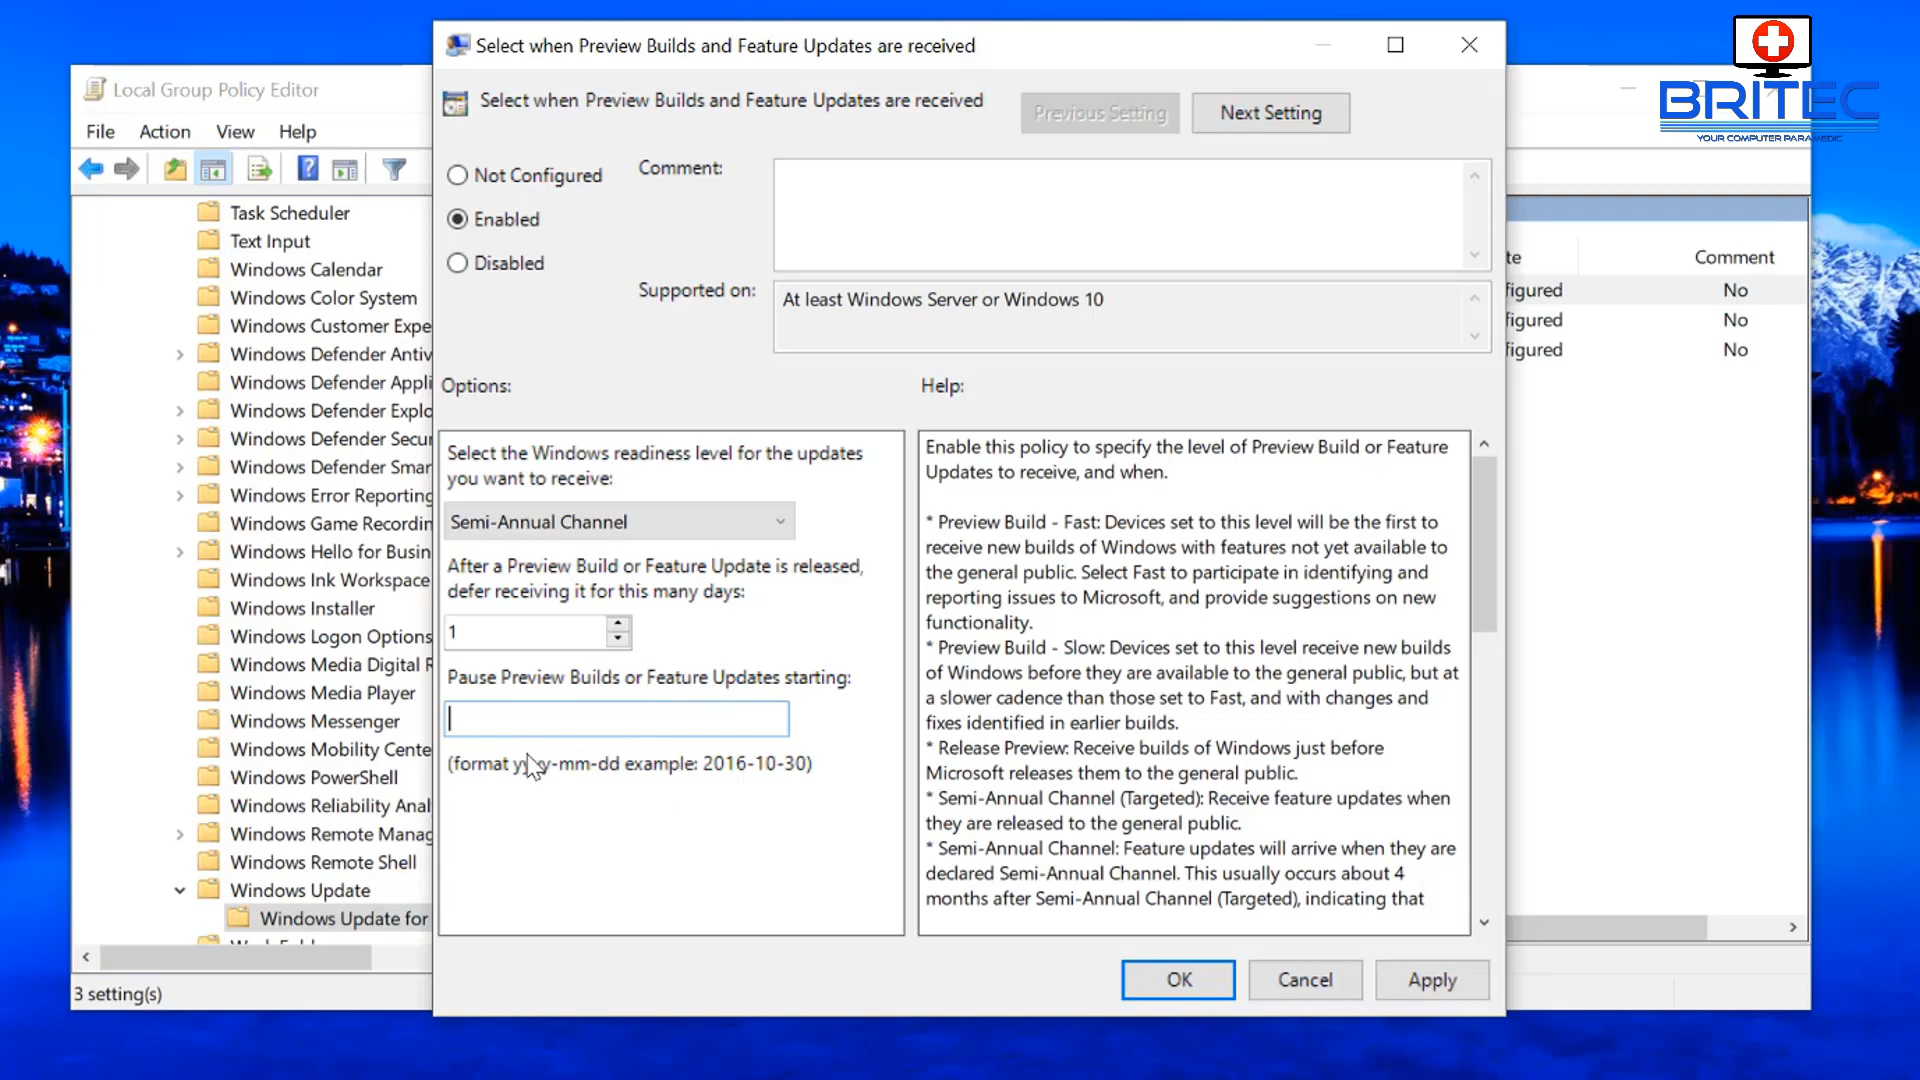 Select when Preview Builds and Feature Updates are received
BRITEC
YOUR COMPUTER PARAMEDIC
Local Group Policy Editor
File Action View Help
Select when Preview Builds and Feature Updates are received
Previous Setting
Next Setting
Not Configured
Enabled
Disabled
Comment:
Supported on:
At least Windows Server or Windows 10
Options:
Help:
Select the Windows readiness level for the updates
you want to receive:
Semi-Annual Channel
After a Preview Build or Feature Update is released,
defer receiving it for this many days:
1
Pause Preview Builds or Feature Updates starting:
(format yyyy-mm-dd example: 2016-10-30)
Enable this policy to specify the level of Preview Build or Feature
Updates to receive, and when.
* Preview Build - Fast: Devices set to this level will be the first to
receive new builds of Windows with features not yet available to
the general public. Select Fast to participate in identifying and
reporting issues to Microsoft, and provide suggestions on new
functionality.
* Preview Build - Slow: Devices set to this level receive new builds
of Windows before they are available to the general public, but at
a slower cadence than those set to Fast, and with changes and
fixes identified in earlier builds.
* Release Preview: Receive builds of Windows just before
Microsoft releases them to the general public.
* Semi-Annual Channel (Targeted): Receive feature updates when
they are released to the general public.
* Semi-Annual Channel: Feature updates will arrive when they are
declared Semi-Annual Channel. This usually occurs about 4
months after Semi-Annual Channel (Targeted), indicating that
OK
Cancel
Apply
Task Scheduler
Text Input
Windows Calendar
Windows Color System
Windows Customer Expe
Windows Defender Antiv
Windows Defender Appli
Windows Defender Explo
Windows Defender Secur
Windows Defender Smar
Windows Error Reporting
Windows Game Recordin
Windows Hello for Busin
Windows Ink Workspace
Windows Installer
Windows Logon Options
Windows Media Digital R
Windows Media Player
Windows Messenger
Windows Mobility Cente
Windows PowerShell
Windows Reliability Anal
Windows Remote Manag
Windows Remote Shell
Windows Update
Windows Update for
3 setting(s)
te Comment
figured No
figured No
figured No